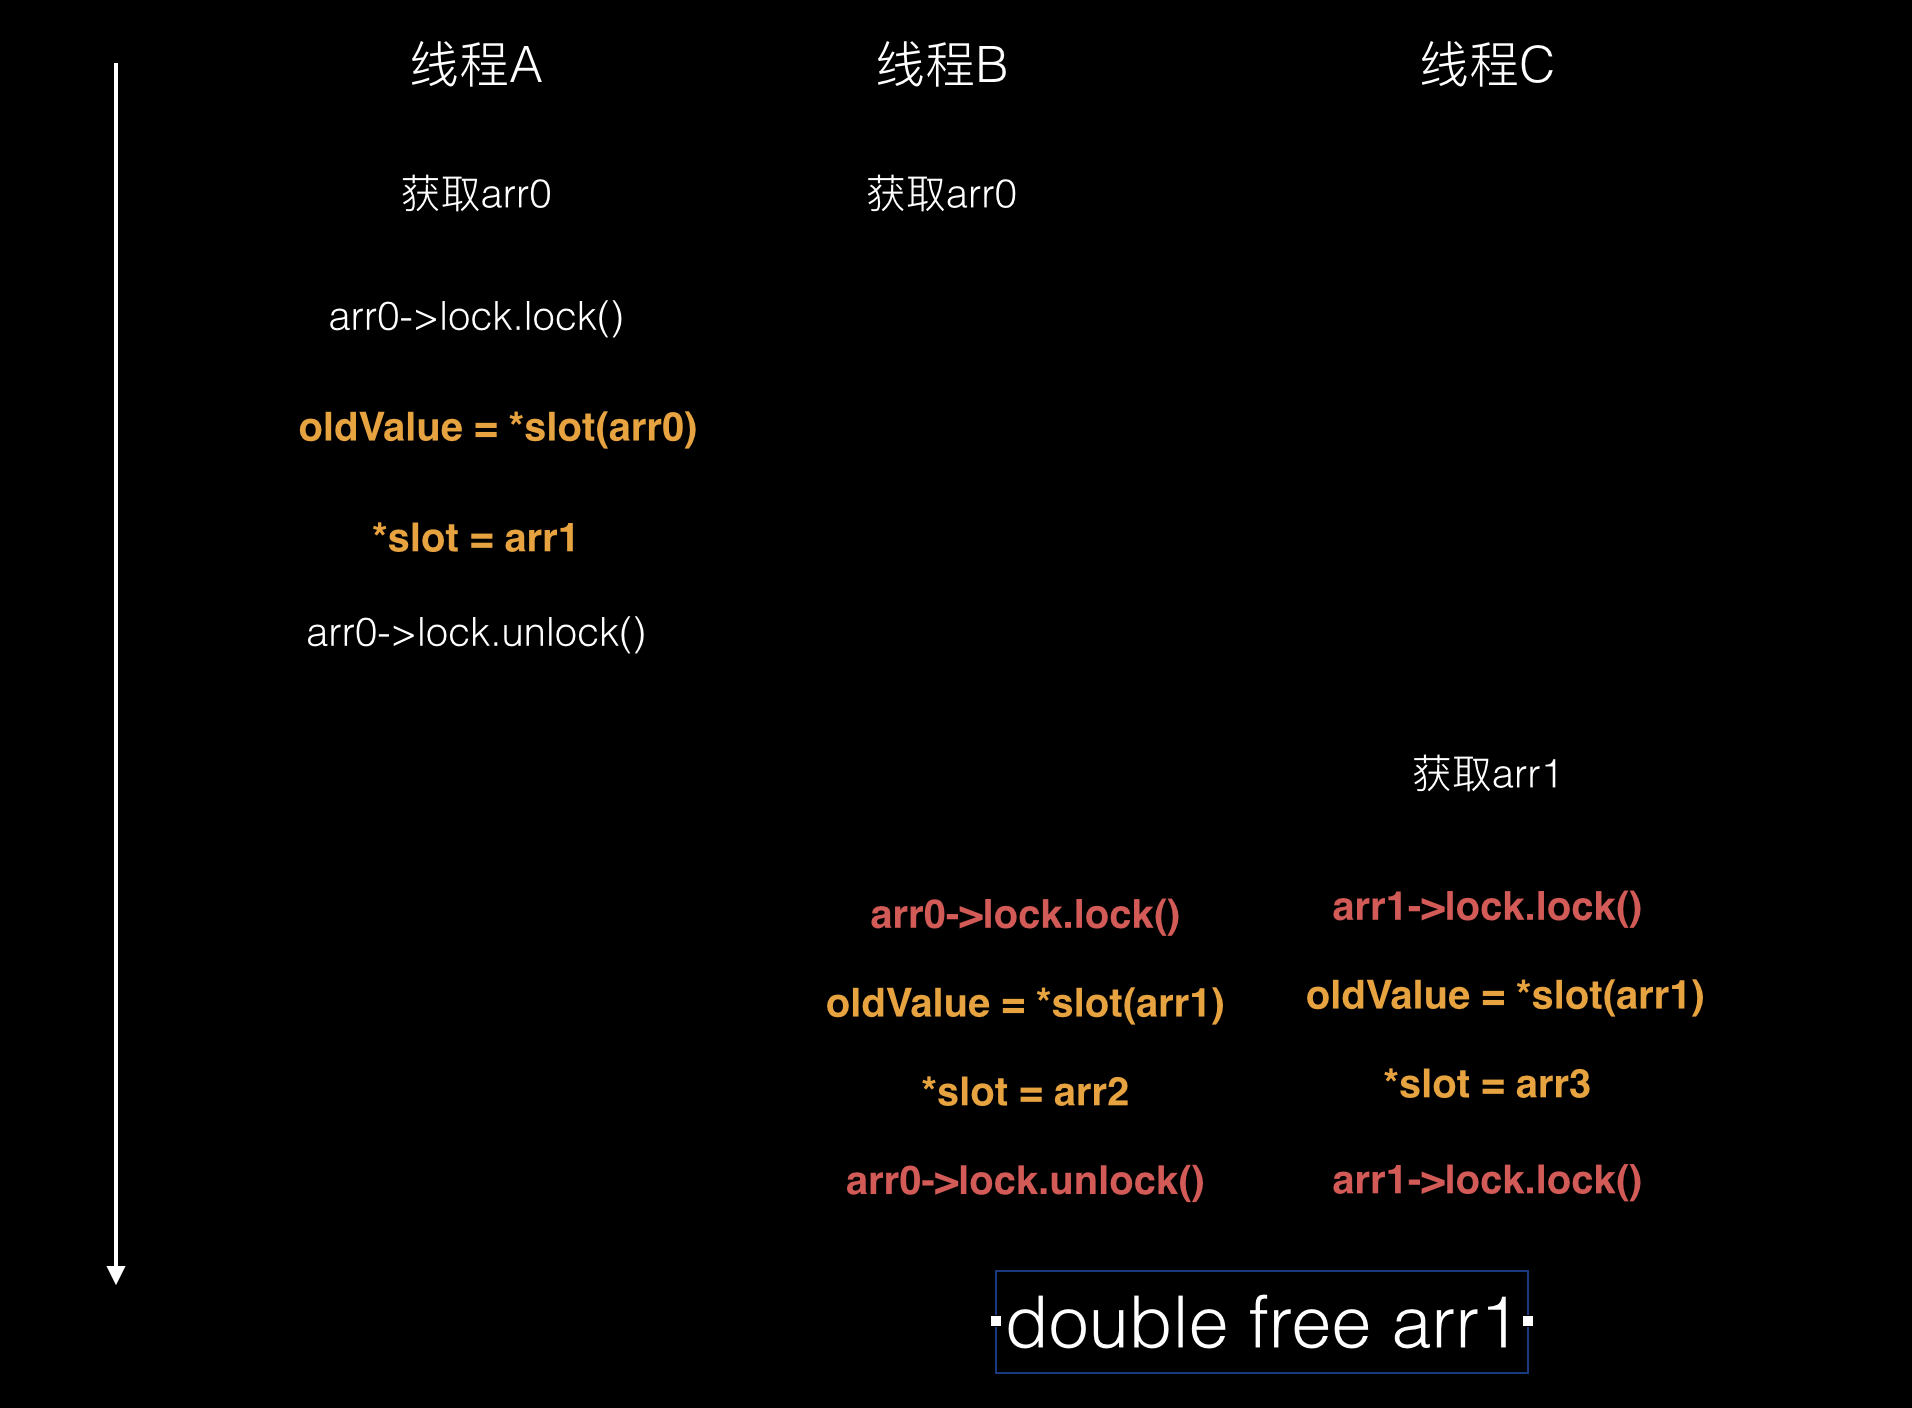 线程A
线程B
线程C
获取arr0
获取arr0
arr0->lock.lock()
oldValue = *slot(arr0)
*slot = arr1
arr0->lock.unlock()
获取arr1
arr0->lock.lock()
arr1->lock.lock()
oldValue = *slot(arr1)
oldValue = *slot(arr1)
*slot = arr2
*slot = arr3
arr0->lock.unlock()
arr1->lock.lock()
double free arr1